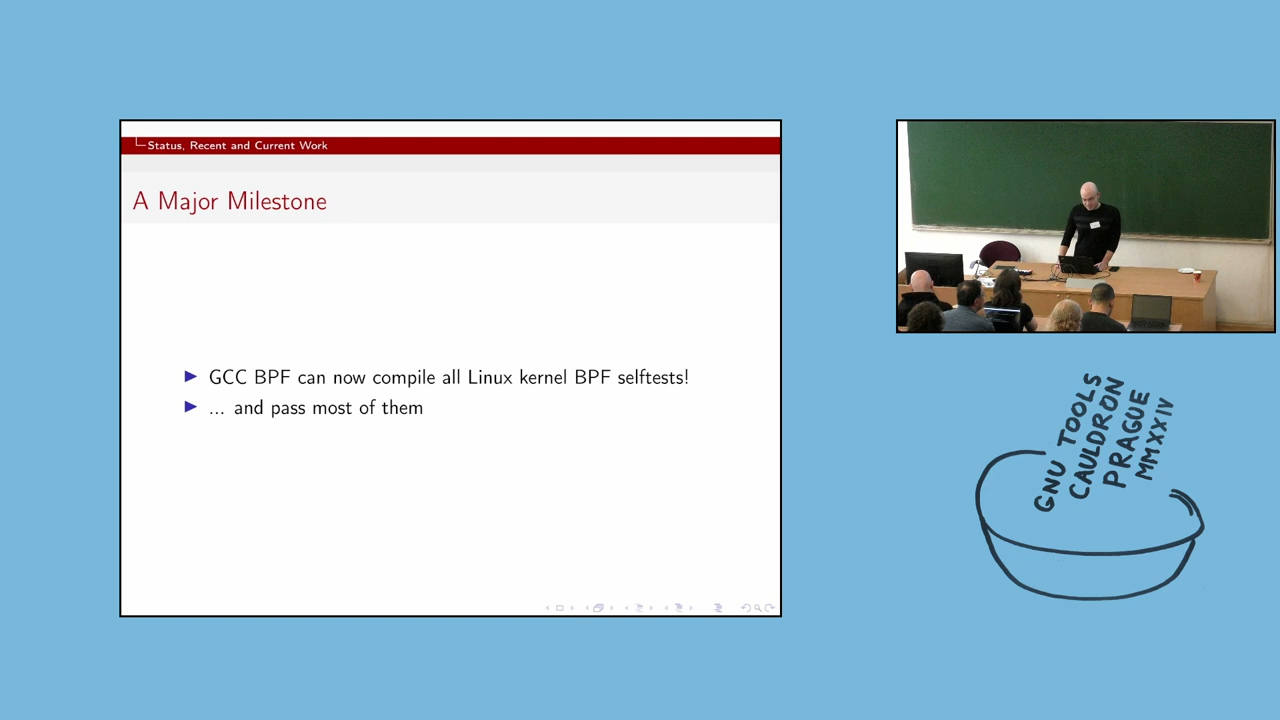 Status, Recent and Current Work
A Major Milestone
GCC BPF can now compile all Linux kernel BPF selftests!
... and pass most of them
GNU TOOLS
CAULDRON
PRAGUE
MMXXIV